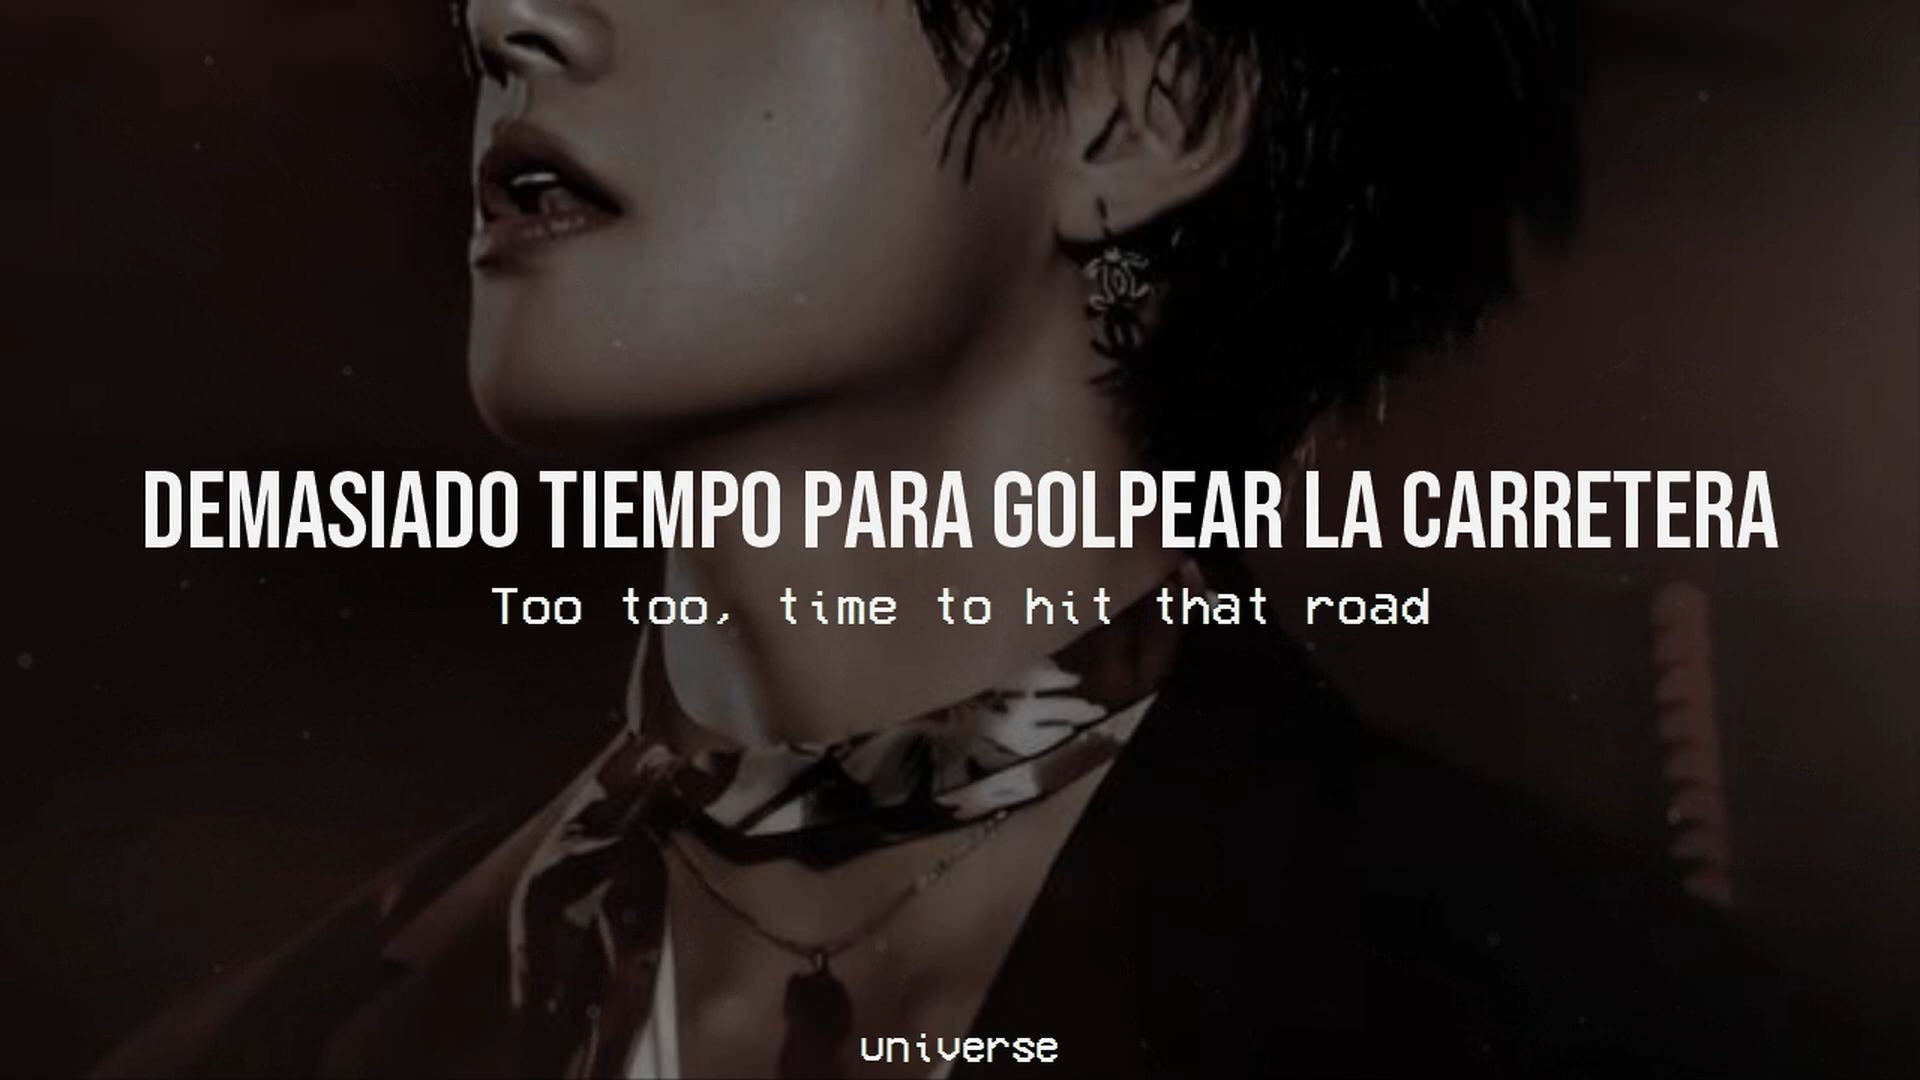 DEMASIADO TIEMPO PARA GOLPEAR LA CARRETERA
Too too, time to hit that road
universe